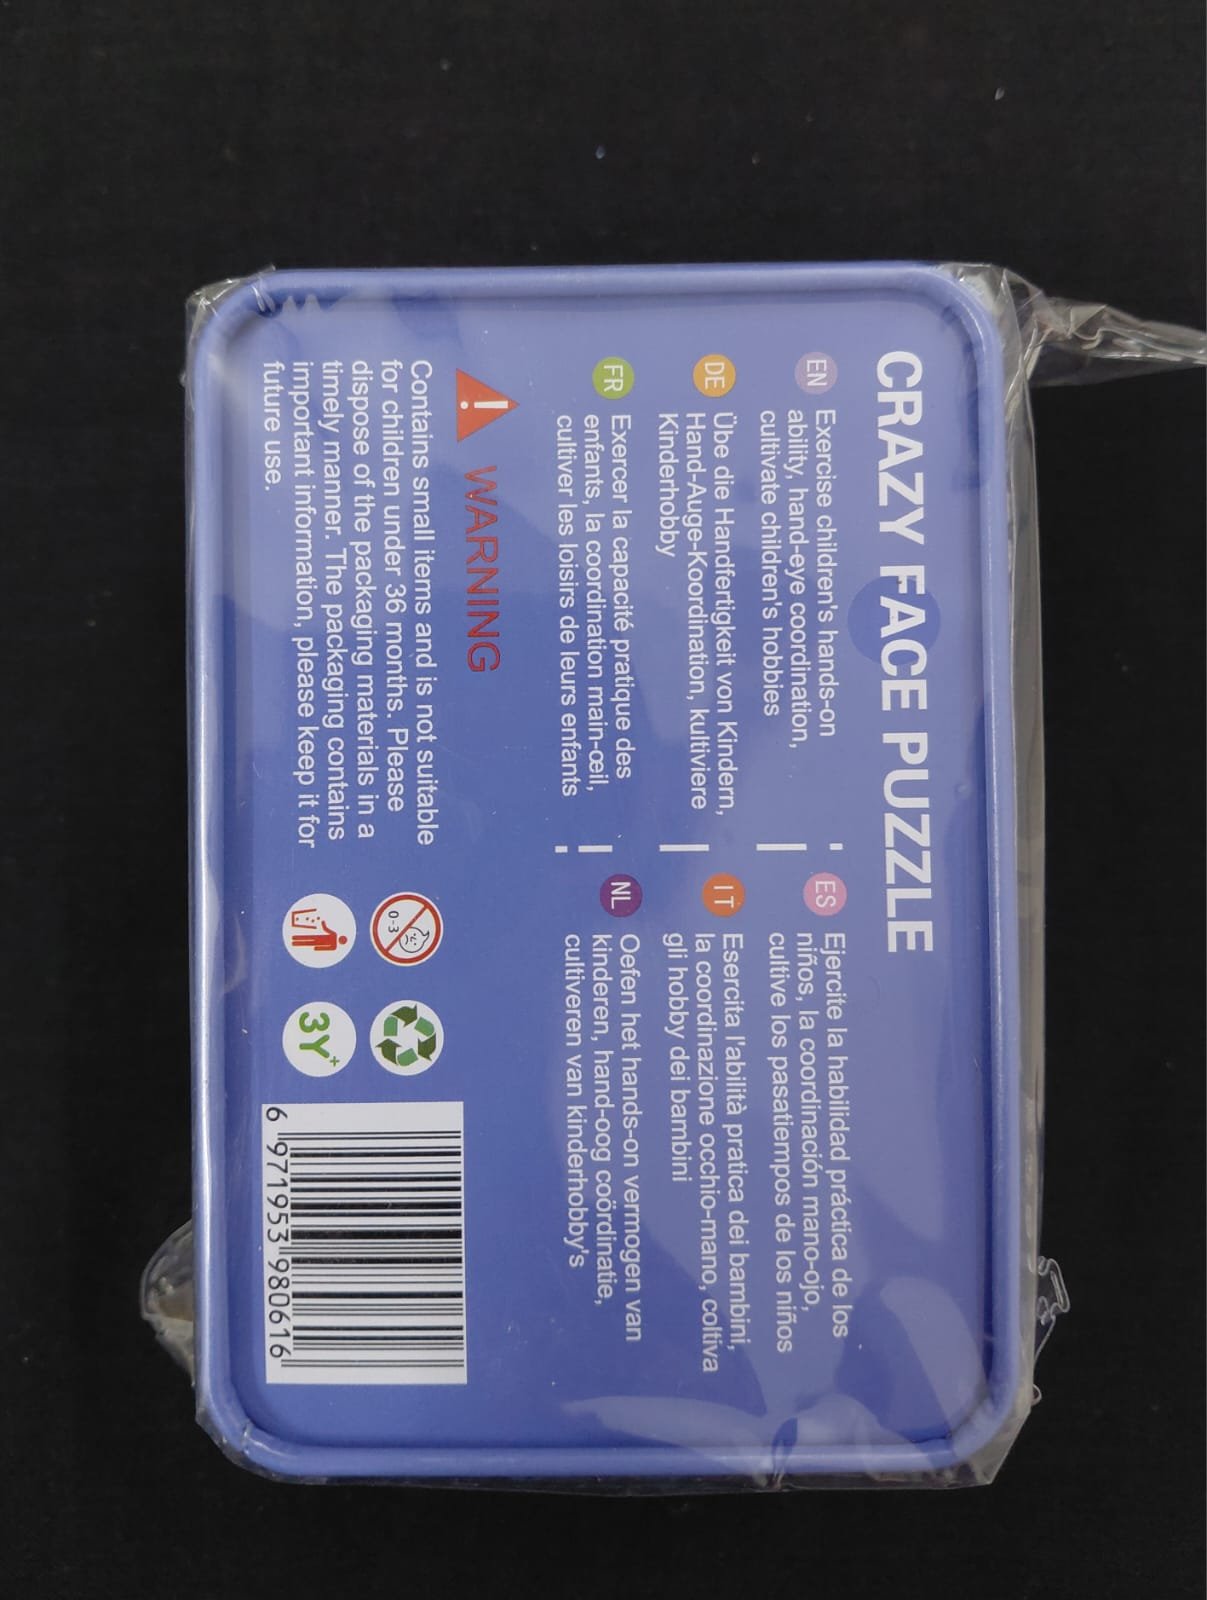 CRAZY FACE PUZZLE
EN
Exercise children's hands-on
ability, hand-eye coordination,
cultivate children's hobbies
DE
Übe die Handfertigkeit von Kindern,
Hand-Auge-Koordination, kultiviere
Kinderhobby
FR
Exercer la capacité pratique des
enfants, la coordination main-œil,
cultiver les loisirs de leurs enfants
ES
Ejercite la habilidad práctica de los
niños, la coordinación mano-ojo,
cultive los pasatiempos de los niños
IT
Esercita l'abilità pratica dei bambini,
la coordinazione occhio-mano, coltiva
gli hobby dei bambini
NL
Oefen het hands-on vermogen van
kinderen, hand-oog coördinatie,
cultiveren van kinderhobby's
! WARNING
Contains small items and is not suitable
for children under 36 months. Please
dispose of the packaging materials in a
timely manner. The packaging contains
important information, please keep it for
future use.
0-3
3Y+
6 971953 980616